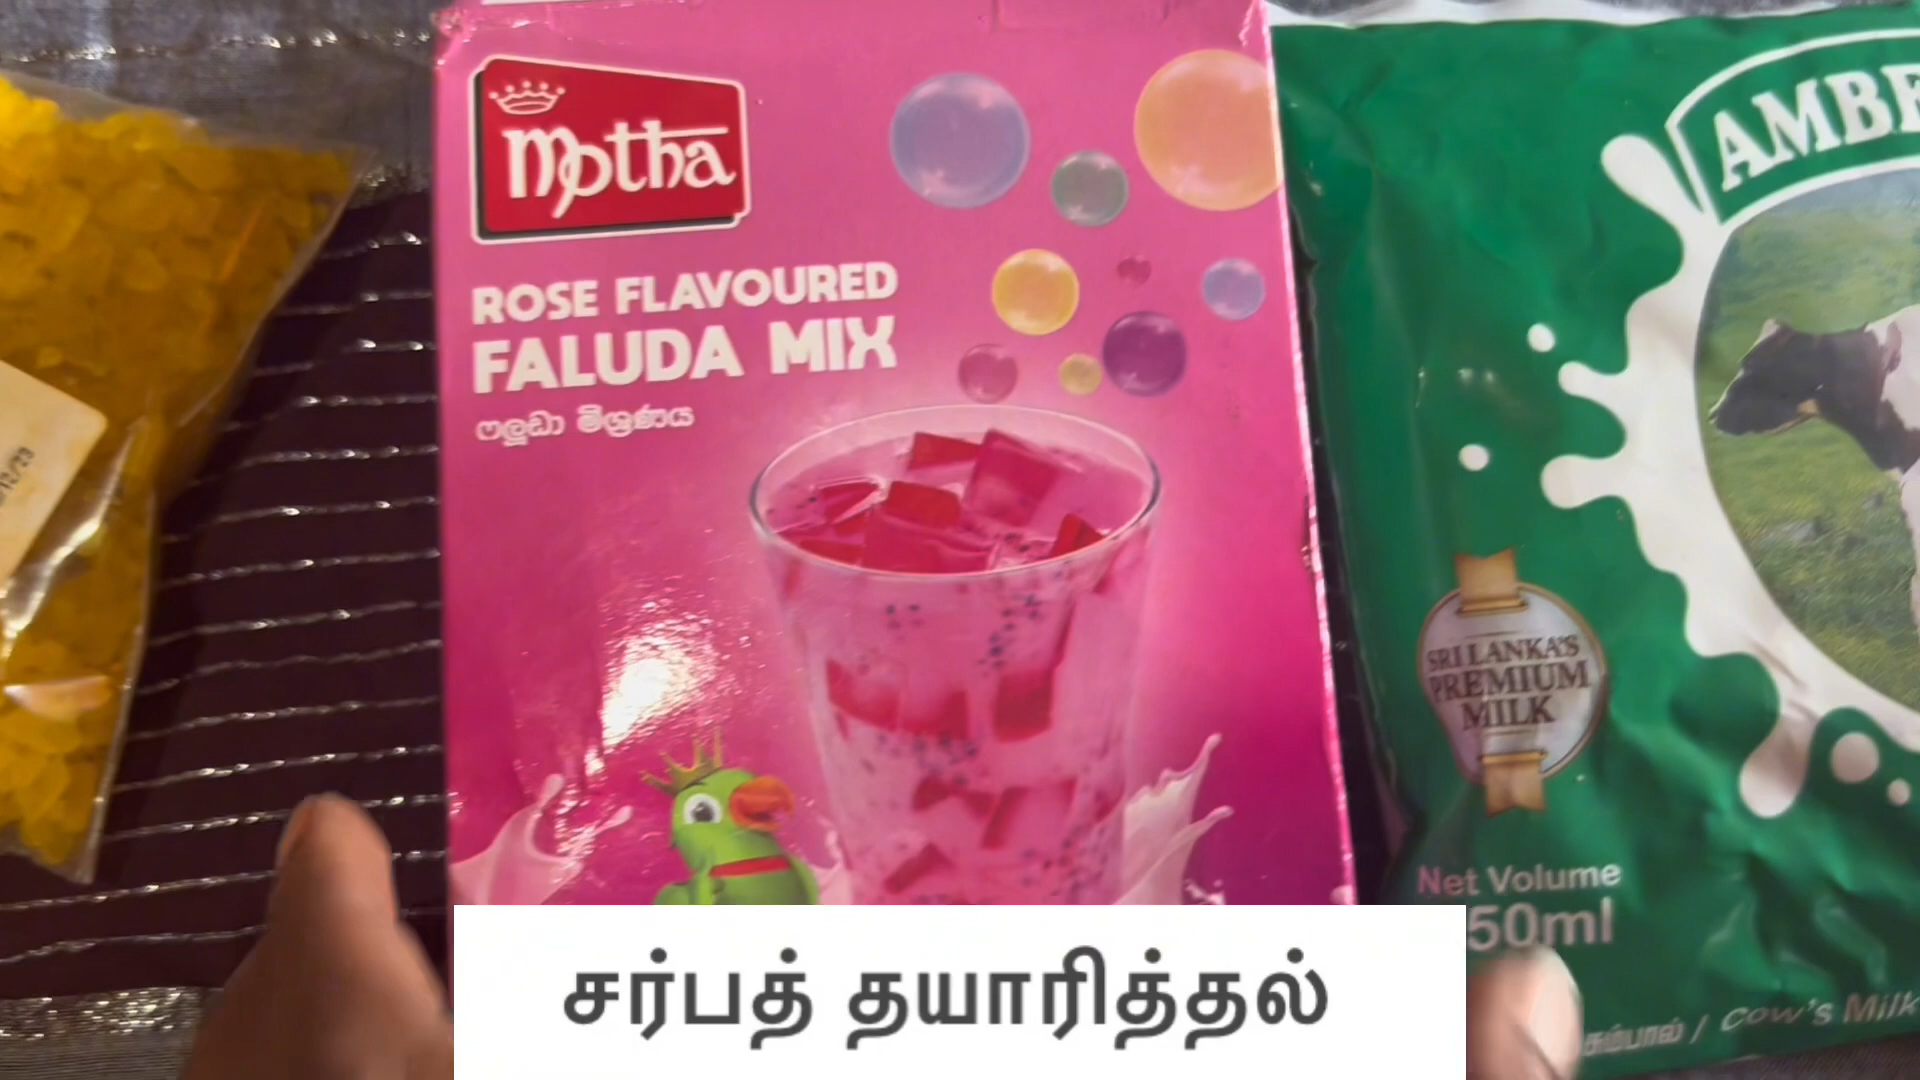 Motha
ROSE FLAVOURED
FALUDA MIX
ෆලූඩා මිශ්‍රණය
SRI LANKA'S
PREMIUM
MILK
Net Volume
50ml
Cow's Milk
சர்பத் தயாரித்தல்